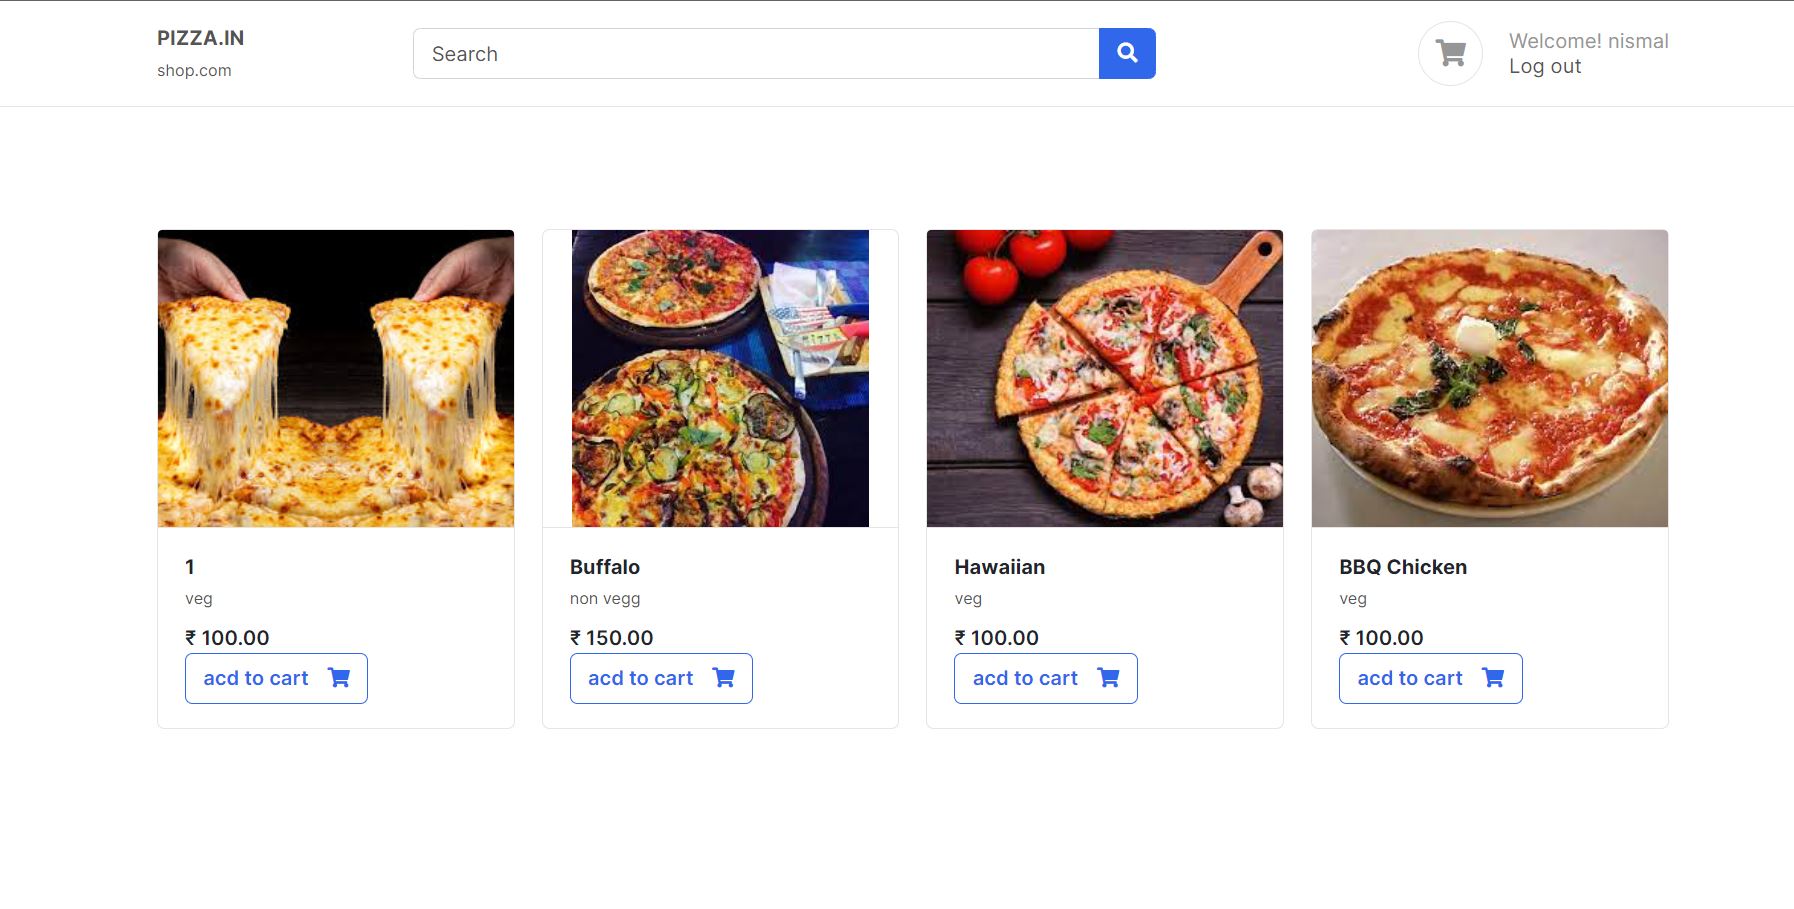 PIZZA.IN
shop.com
Search
Welcome! nismal
Log out
1
veg
₹ 100.00
acd to cart
Buffalo
non vegg
₹ 150.00
acd to cart
Hawaiian
veg
₹ 100.00
acd to cart
BBQ Chicken
veg
₹ 100.00
acd to cart